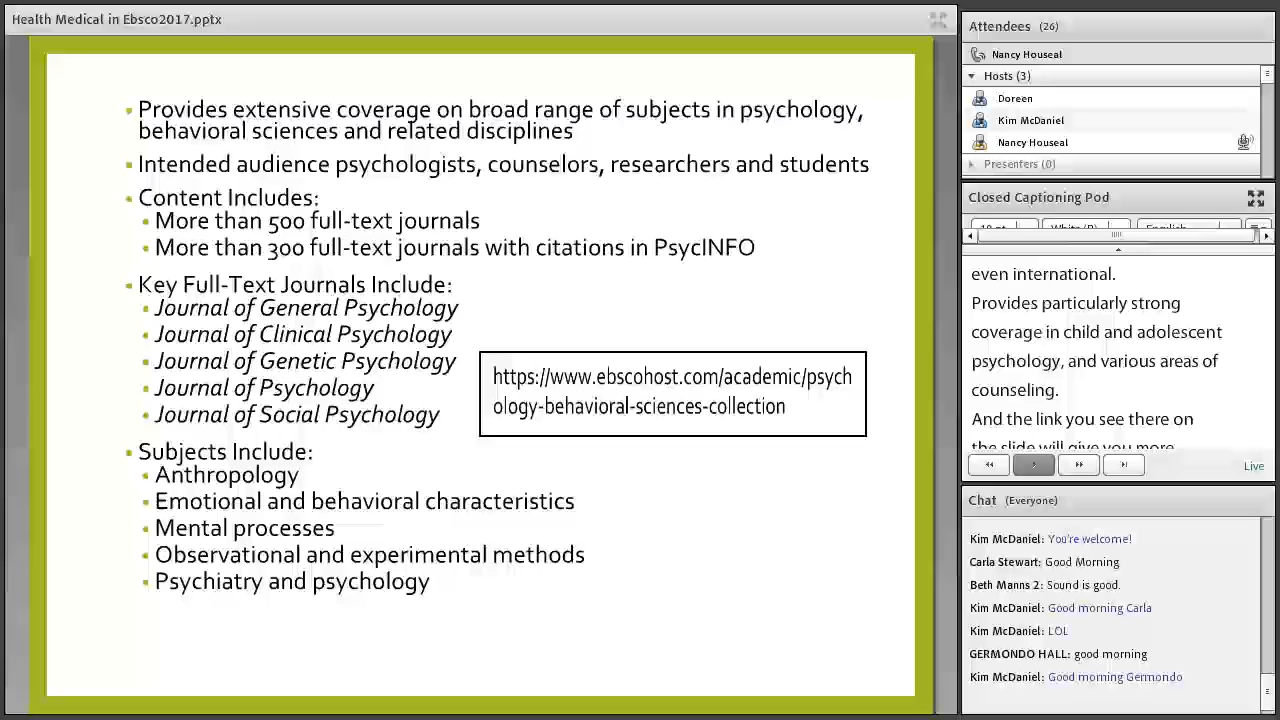 Health Medical in Ebsco2017.pptx
Provides extensive coverage on broad range of subjects in psychology,
behavioral sciences and related disciplines
Intended audience psychologists, counselors, researchers and students
Content Includes:
More than 500 full-text journals
More than 300 full-text journals with citations in PsycINFO
Key Full-Text Journals Include:
Journal of General Psychology
Journal of Clinical Psychology
Journal of Genetic Psychology
Journal of Psychology
Journal of Social Psychology
https://www.ebscohost.com/academic/psych
ology-behavioral-sciences-collection
Subjects Include:
Anthropology
Emotional and behavioral characteristics
Mental processes
Observational and experimental methods
Psychiatry and psychology
Attendees (26)
Nancy Houseal
Hosts (3)
Doreen
Kim McDaniel
Nancy Houseal
Presenters (0)
Closed Captioning Pod
English
even international.
Provides particularly strong
coverage in child and adolescent
psychology, and various areas of
counseling.
And the link you see there on
the slide will give you more
Live
Chat (Everyone)
Kim McDaniel: You're welcome!
Carla Stewart: Good Morning
Beth Manns 2: Sound is good.
Kim McDaniel: Good morning Carla
Kim McDaniel: LOL
GERMONDO HALL: good morning
Kim McDaniel: Good morning Germondo